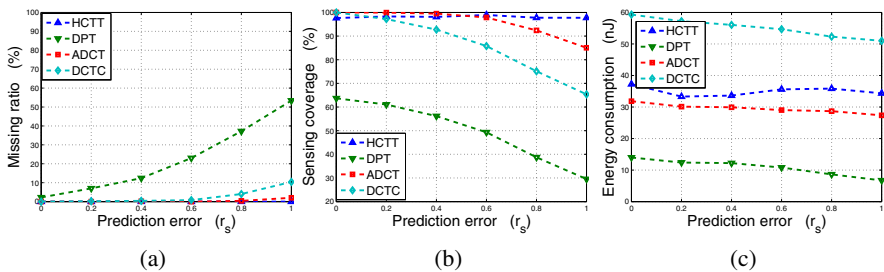 Missing ratio (%)
100
90
80
70
60
50
40
30
20
10
0
HCTT
DPT
ADCT
DCTC
0 0.2 0.4 0.6 0.8 1
Prediction error (r_s)
(a)
Sensing coverage (%)
100
90
80
70
60
50
40
30
20
HCTT
DPT
ADCT
DCTC
0 0.2 0.4 0.6 0.8 1
Prediction error (r_s)
(b)
Energy consumption (nJ)
60
50
40
30
20
10
0
HCTT
DPT
ADCT
DCTC
0 0.2 0.4 0.6 0.8 1
Prediction error (r_s)
(c)